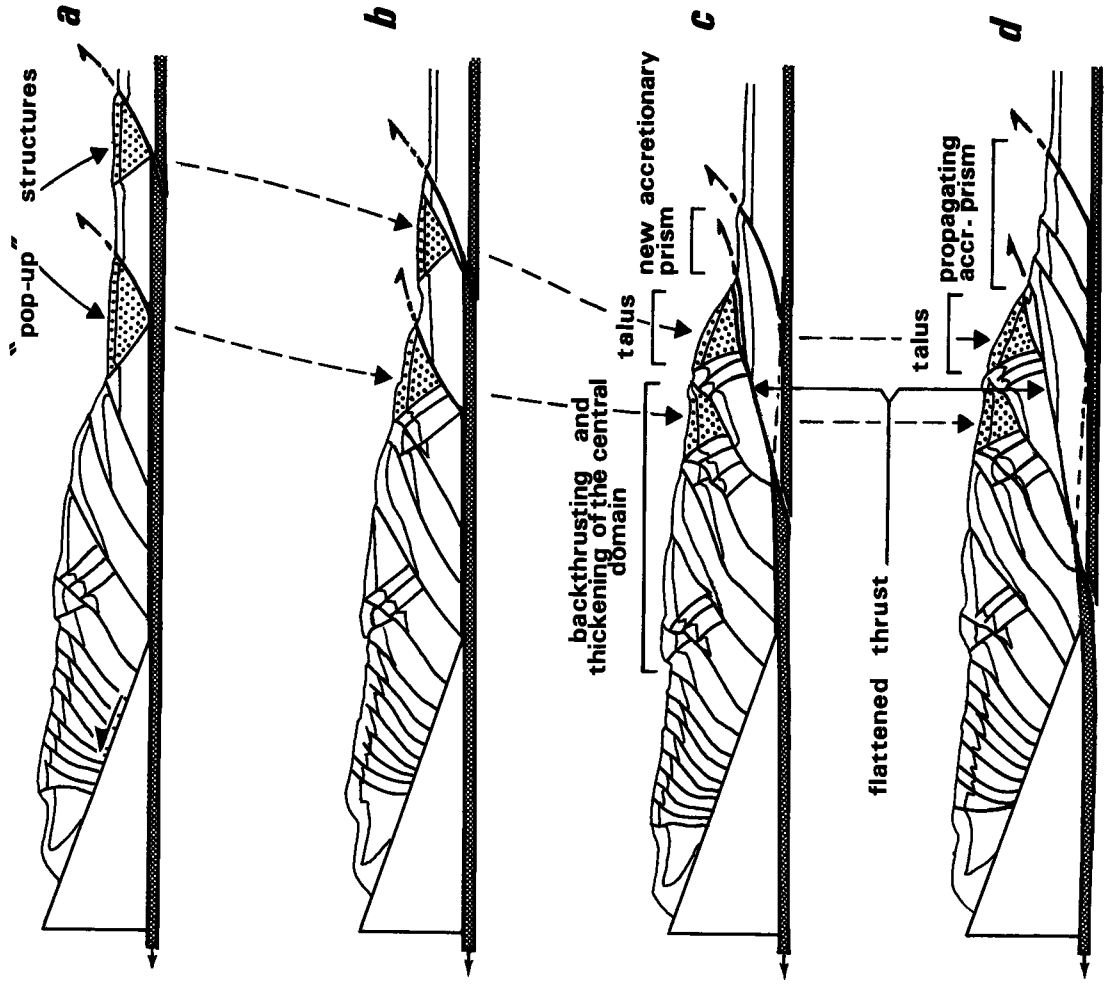 "pop-up" structures
a
b
c
d
backthrusting and
thickening of the central
domain
talus
new accretionary
prism
flattened thrust
talus
propagating
accr. prism